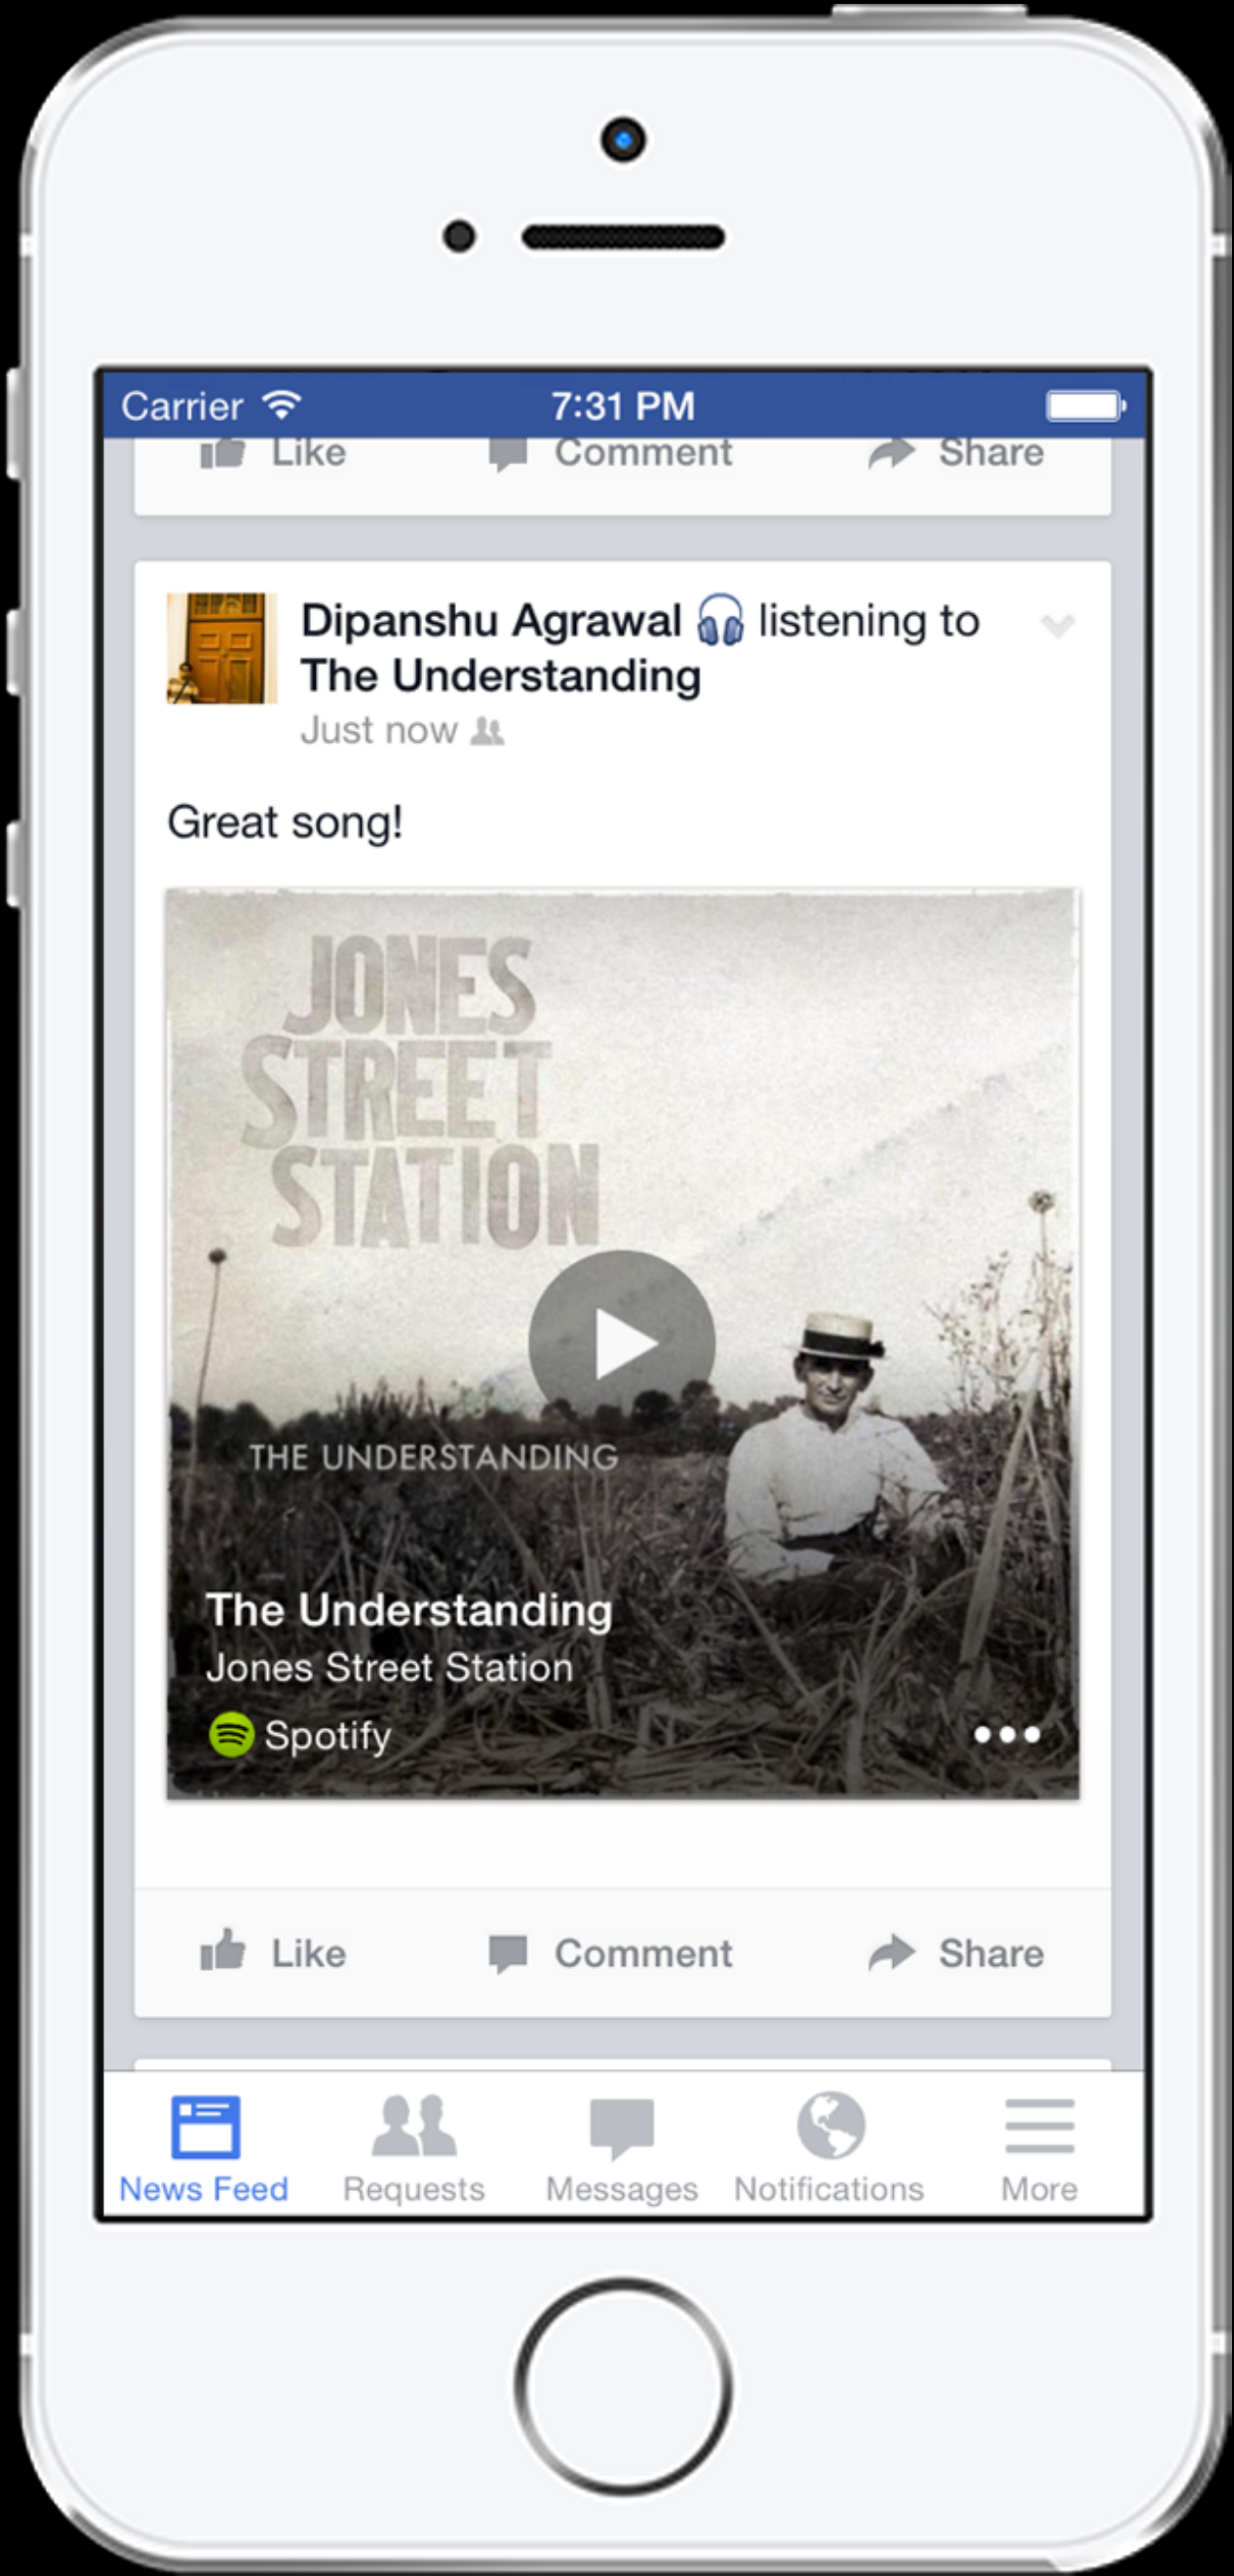 Carrier 7:31 PM
Like Comment Share
Dipanshu Agrawal listening to
The Understanding
Just now
Great song!
JONES
STREET
STATION
THE UNDERSTANDING
The Understanding
Jones Street Station
Spotify
Like Comment Share
News Feed Requests Messages Notifications More